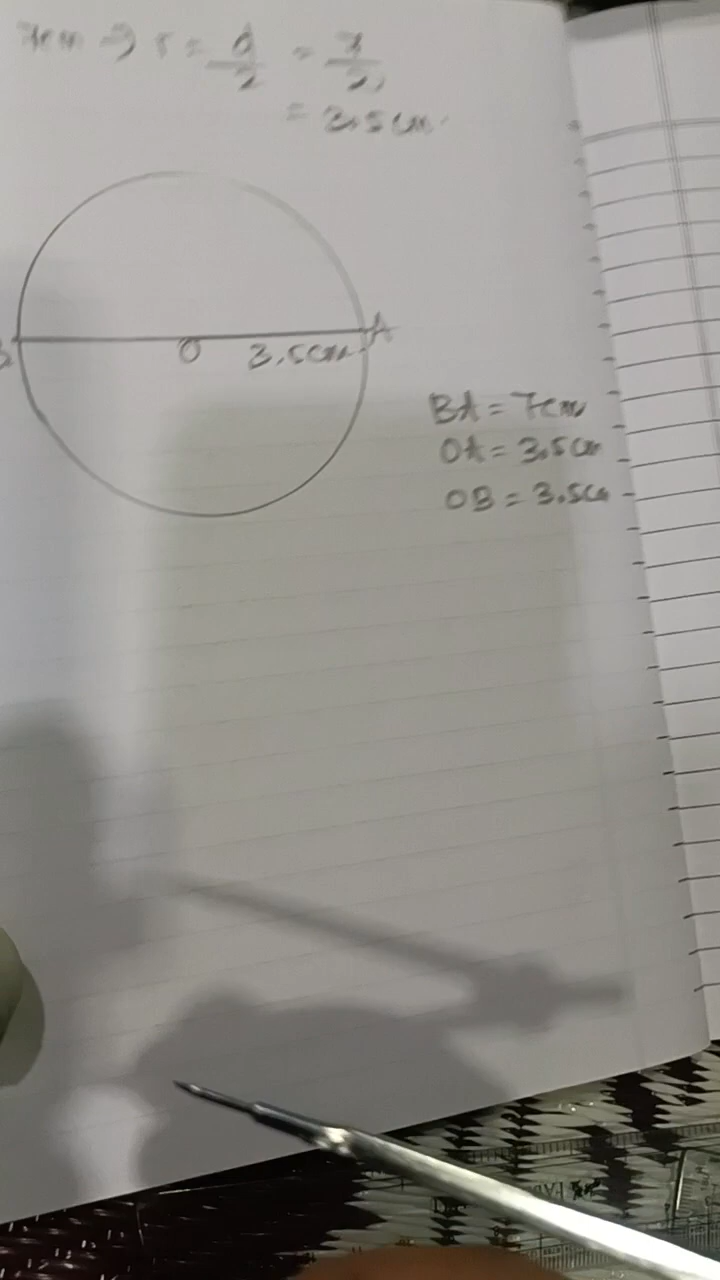 7cm ⇒ r = d/2 = 7/2
= 3.5cm
A
O 3.5cm
BA = 7cm
OA = 3.5cm
OB = 3.5cm